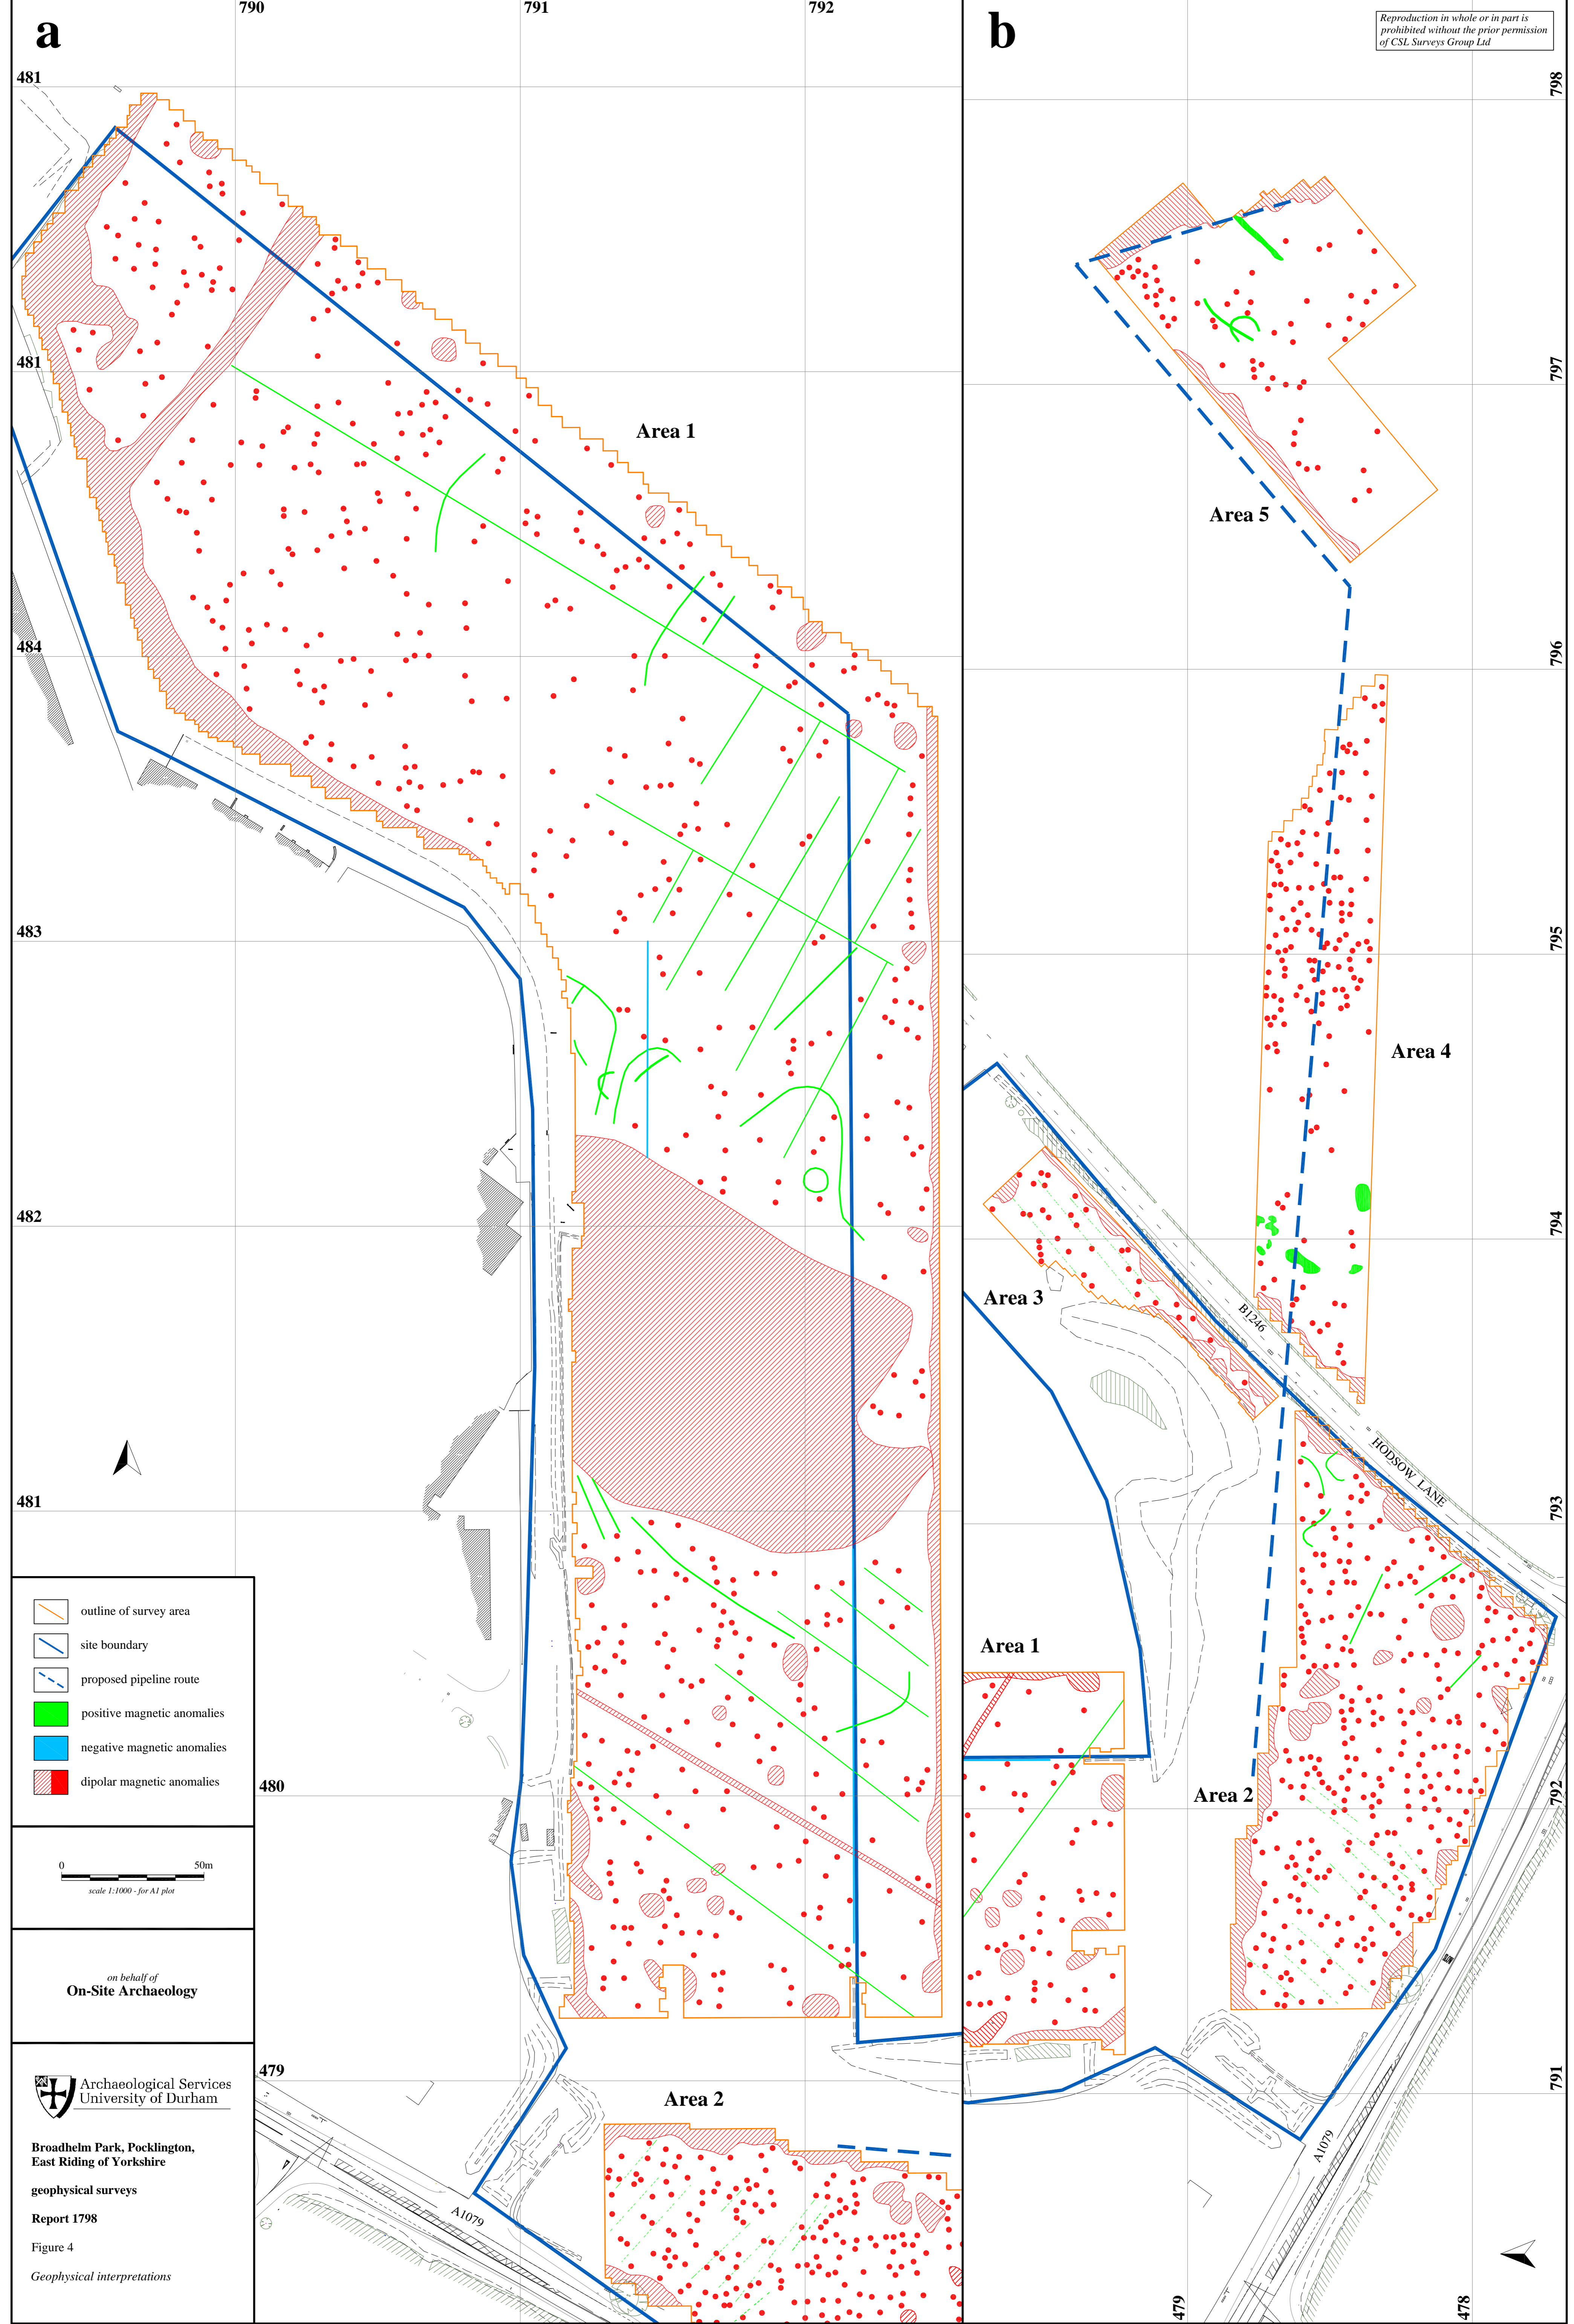 a
790
791
792
481
481
484
483
482
481
480
479
Area 1
Area 2
A1079
outline of survey area
site boundary
proposed pipeline route
positive magnetic anomalies
negative magnetic anomalies
dipolar magnetic anomalies
0 50m
scale 1:1000 - for A1 plot
on behalf of
On-Site Archaeology
Archaeological Services
University of Durham
Broadhelm Park, Pocklington,
East Riding of Yorkshire
geophysical surveys
Report 1798
Figure 4
Geophysical interpretations
b
Reproduction in whole or in part is
prohibited without the prior permission
of CSL Surveys Group Ltd
798
797
796
795
794
793
792
791
479
478
Area 5
Area 4
Area 3
B1246
HODSOW LANE
Area 1
Area 2
A1079